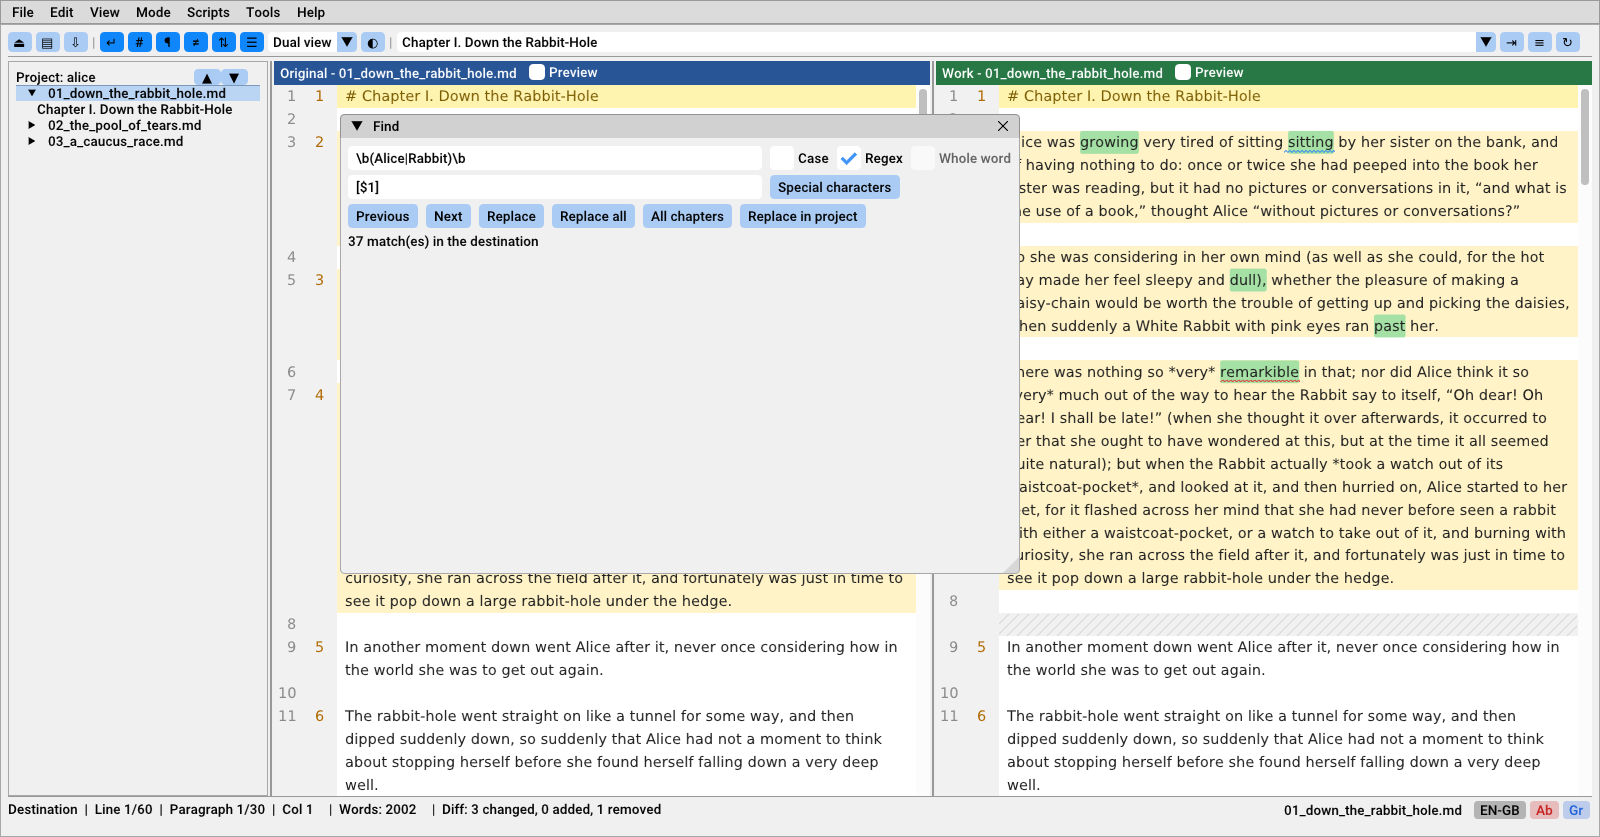 File Edit View Mode Scripts Tools Help
Dual view Chapter I. Down the Rabbit-Hole
Project: alice
01_down_the_rabbit_hole.md
Chapter I. Down the Rabbit-Hole
02_the_pool_of_tears.md
03_a_caucus_race.md
Original - 01_down_the_rabbit_hole.md Preview
1 1 # Chapter I. Down the Rabbit-Hole
2
3 2
4
5 3
6
7 4
curiosity, she ran across the field after it, and fortunately was just in time to
see it pop down a large rabbit-hole under the hedge.
8
9 5 In another moment down went Alice after it, never once considering how in
the world she was to get out again.
10
11 6 The rabbit-hole went straight on like a tunnel for some way, and then
dipped suddenly down, so suddenly that Alice had not a moment to think
about stopping herself before she found herself falling down a very deep
well.
Find
\b(Alice|Rabbit)\b Case Regex Whole word
[$1] Special characters
Previous Next Replace Replace all All chapters Replace in project
37 match(es) in the destination
Work - 01_down_the_rabbit_hole.md Preview
1 1 # Chapter I. Down the Rabbit-Hole
was growing very tired of sitting sitting by her sister on the bank, and
having nothing to do: once or twice she had peeped into the book her
was reading, but it had no pictures or conversations in it, “and what is
use of a book,” thought Alice “without pictures or conversations?”
she was considering in her own mind (as well as she could, for the hot
made her feel sleepy and dull), whether the pleasure of making a
would be worth the trouble of getting up and picking the daisies,
suddenly a White Rabbit with pink eyes ran past her.
was nothing so *very* remarkible in that; nor did Alice think it so
much out of the way to hear the Rabbit say to itself, “Oh dear! Oh
I shall be late!” (when she thought it over afterwards, it occurred to
that she ought to have wondered at this, but at the time it all seemed
natural); but when the Rabbit actually *took a watch out of its
and looked at it, and then hurried on, Alice started to her
for it flashed across her mind that she had never before seen a rabbit
either a waistcoat-pocket, or a watch to take out of it, and burning with
she ran across the field after it, and fortunately was just in time to
see it pop down a large rabbit-hole under the hedge.
8
9 5 In another moment down went Alice after it, never once considering how in
the world she was to get out again.
10
11 6 The rabbit-hole went straight on like a tunnel for some way, and then
dipped suddenly down, so suddenly that Alice had not a moment to think
about stopping herself before she found herself falling down a very deep
well.
Destination | Line 1/60 | Paragraph 1/30 | Col 1 | Words: 2002 | Diff: 3 changed, 0 added, 1 removed 01_down_the_rabbit_hole.md EN-GB Ab Gr